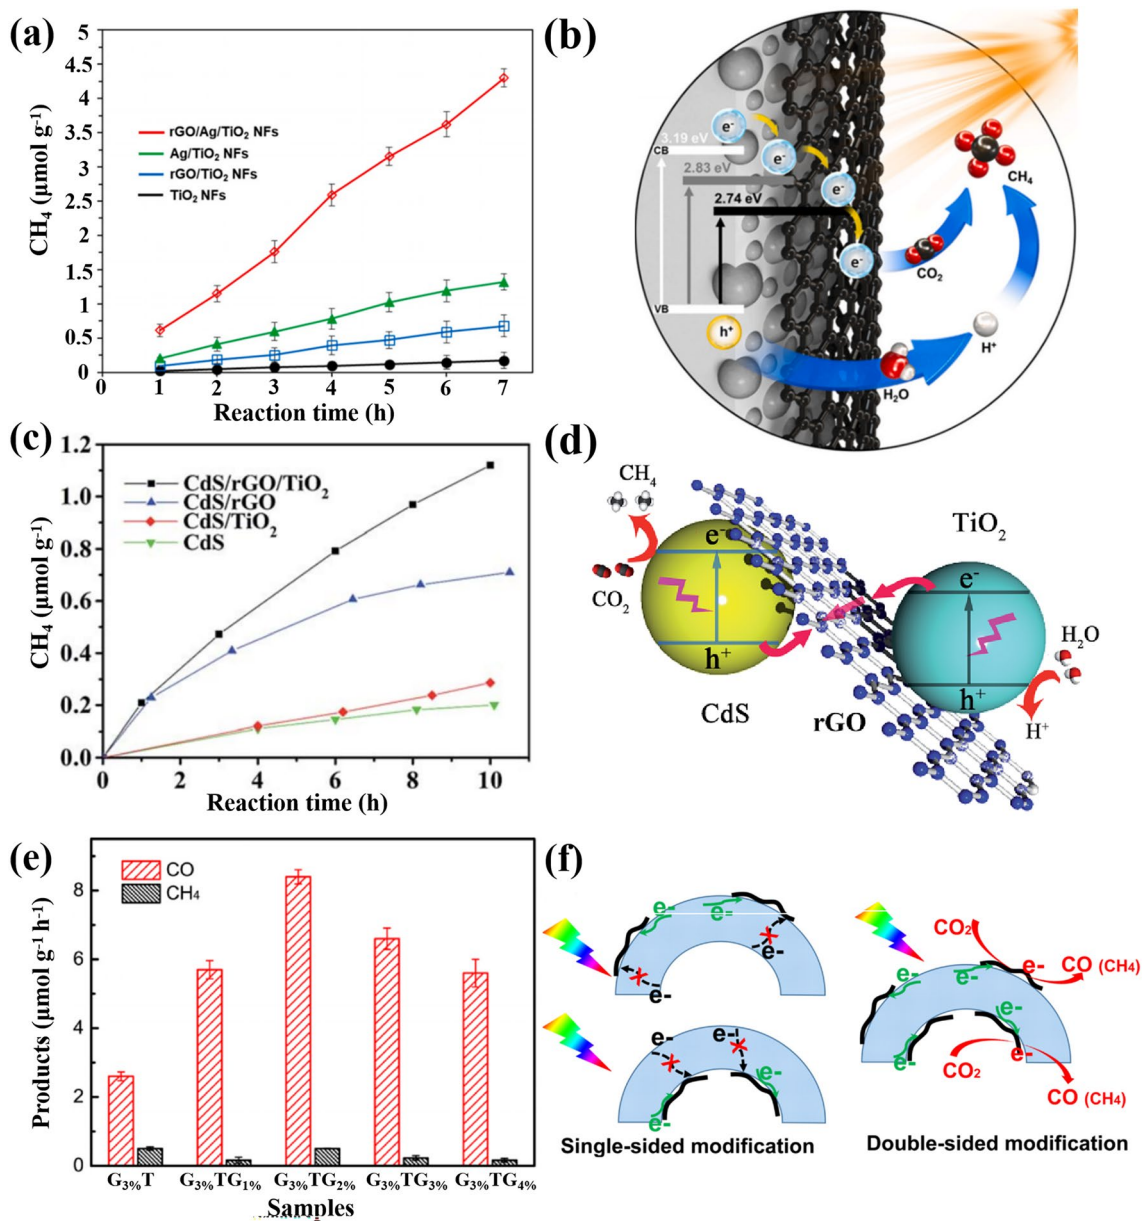 (a)
CH₄ (μmol g⁻¹)
5
4.5
4
3.5
3
2.5
2
1.5
1
0.5
0
rGO/Ag/TiO₂ NFs
Ag/TiO₂ NFs
rGO/TiO₂ NFs
TiO₂ NFs
0 1 2 3 4 5 6 7
Reaction time (h)
(b)
e⁻
3.19 eV
CB
e⁻
2.83 eV
e⁻
2.74 eV
e⁻
VB
h⁺
CH₄
CO₂
H⁺
H₂O
(c)
CH₄ (μmol g⁻¹)
1.2
1.0
0.8
0.6
0.4
0.2
0.0
CdS/rGO/TiO₂
CdS/rGO
CdS/TiO₂
CdS
0 2 4 6 8 10
Reaction time (h)
(d)
CH₄
CO₂
e⁻
h⁺
CdS
rGO
TiO₂
e⁻
h⁺
H₂O
H⁺
(e)
Products (μmol g⁻¹ h⁻¹)
8
6
4
2
0
CO
CH₄
G₃%T G₃%TG₁% G₃%TG₂% G₃%TG₃% G₃%TG₄%
Samples
(f)
e- e-
e- e-
e- e-
e- e-
Single-sided modification
CO₂
e- e- CO (CH₄)
e- e-
e-
CO₂
CO (CH₄)
Double-sided modification